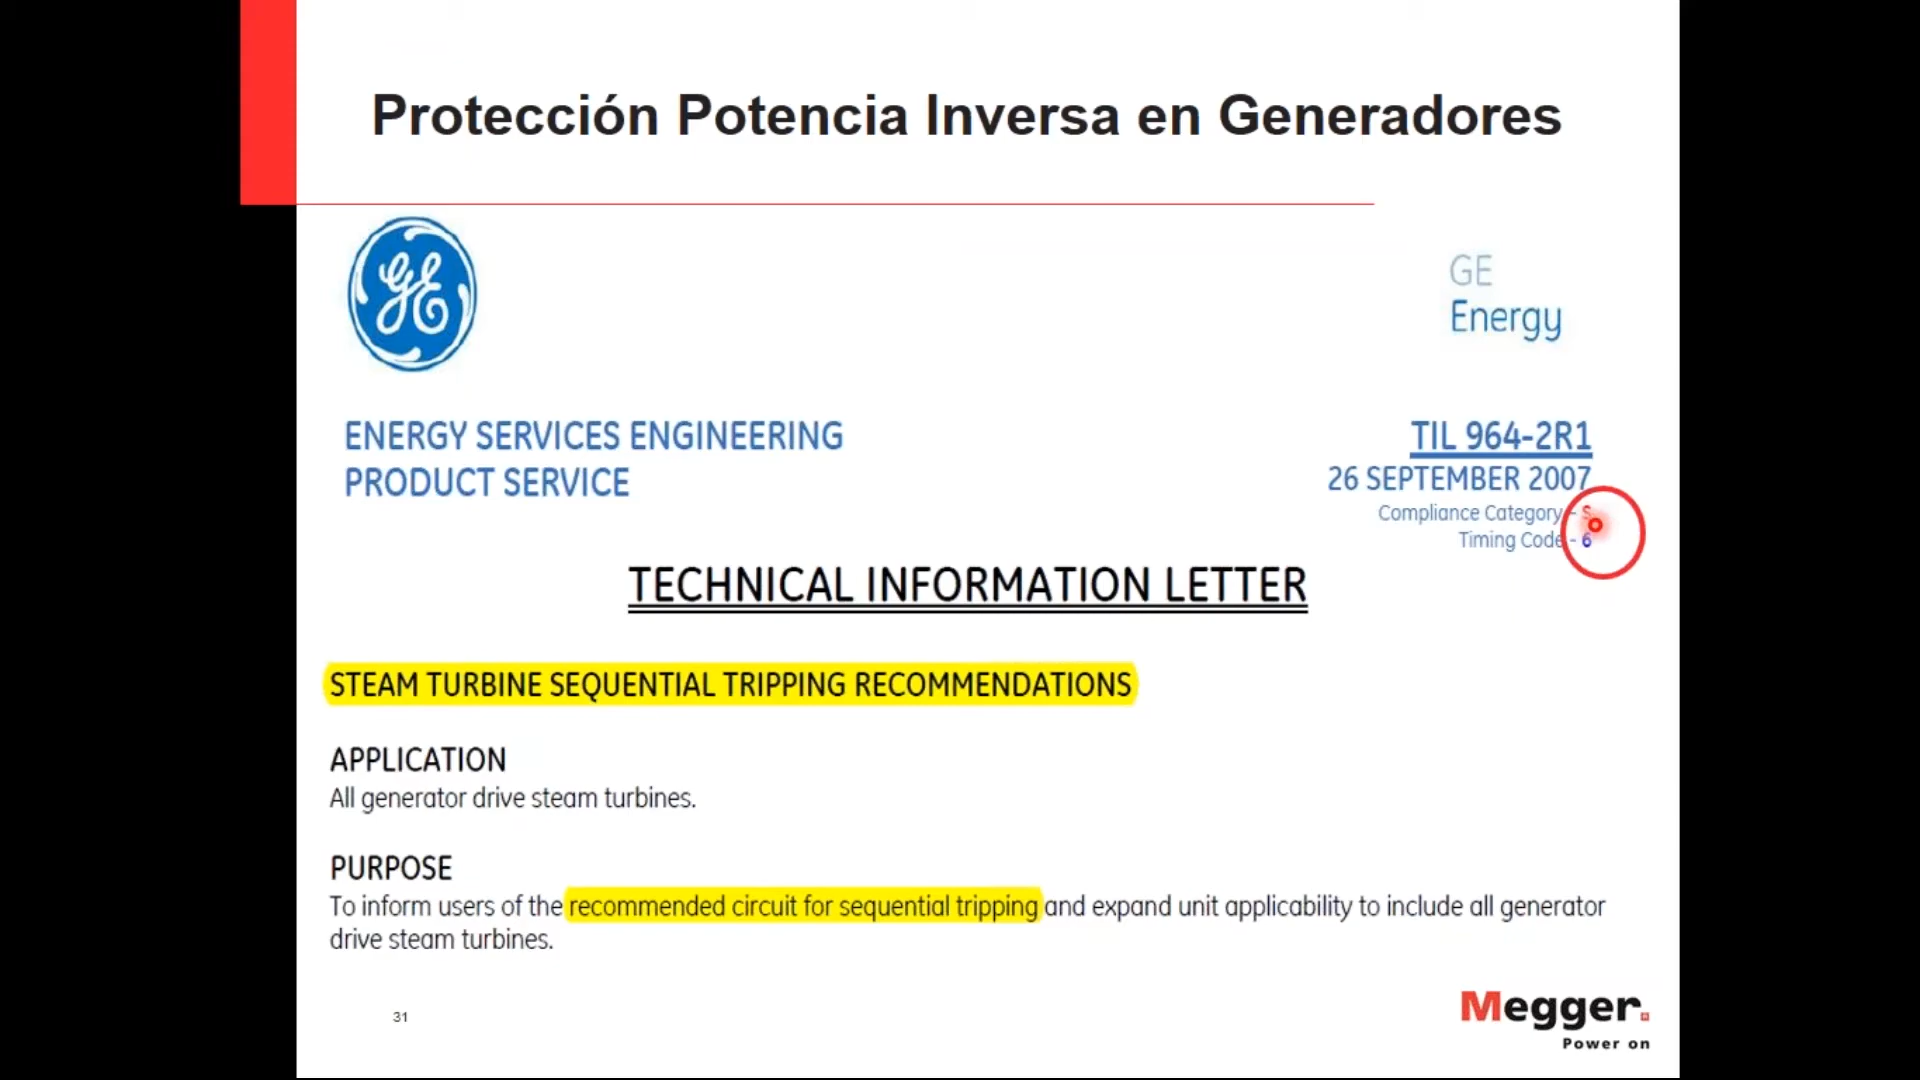 Protección Potencia Inversa en Generadores
GE
GE
Energy
ENERGY SERVICES ENGINEERING
PRODUCT SERVICE
TIL 964-2R1
26 SEPTEMBER 2007
Compliance Category - S
Timing Code - 6
TECHNICAL INFORMATION LETTER
STEAM TURBINE SEQUENTIAL TRIPPING RECOMMENDATIONS
APPLICATION
All generator drive steam turbines.
PURPOSE
To inform users of the recommended circuit for sequential tripping and expand unit applicability to include all generator
drive steam turbines.
31
Megger.
Power on